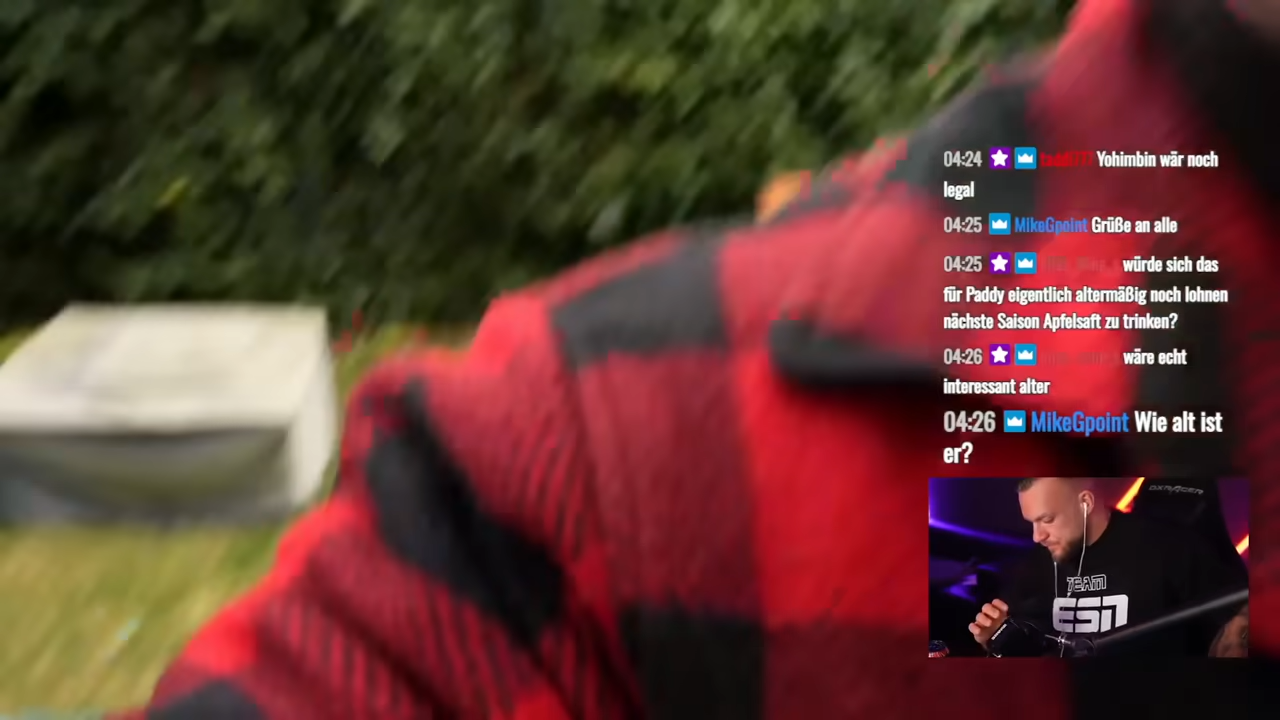 04:24 Yohimbin wär noch
legal
04:25 MikeGpoint Grüße an alle
04:25 würde sich das
für Paddy eigentlich altermäßig noch lohnen
nächste Saison Apfelsaft zu trinken?
04:26 wäre echt
interessant alter
04:26 MikeGpoint Wie alt ist
er?
DXRACER
TEAM
ESN